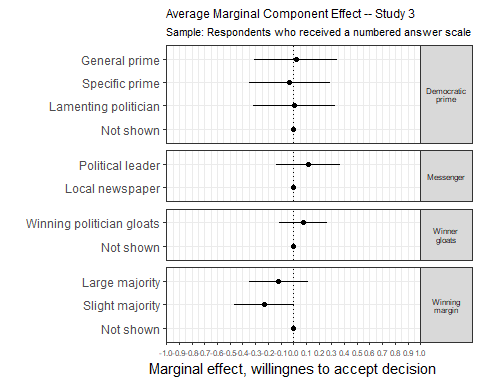 Average Marginal Component Effect -- Study 3
Sample: Respondents who received a numbered answer scale
General prime
Specific prime
Lamenting politician
Not shown
Democratic
prime
Political leader
Local newspaper
Messenger
Winning politician gloats
Not shown
Winner
gloats
Large majority
Slight majority
Not shown
Winning
margin
-1.0-0.9-0.8-0.7-0.6-0.5-0.4-0.3-0.2-0.10.0 0.1 0.2 0.3 0.4 0.5 0.6 0.7 0.8 0.9 1.0
Marginal effect, willingnes to accept decision